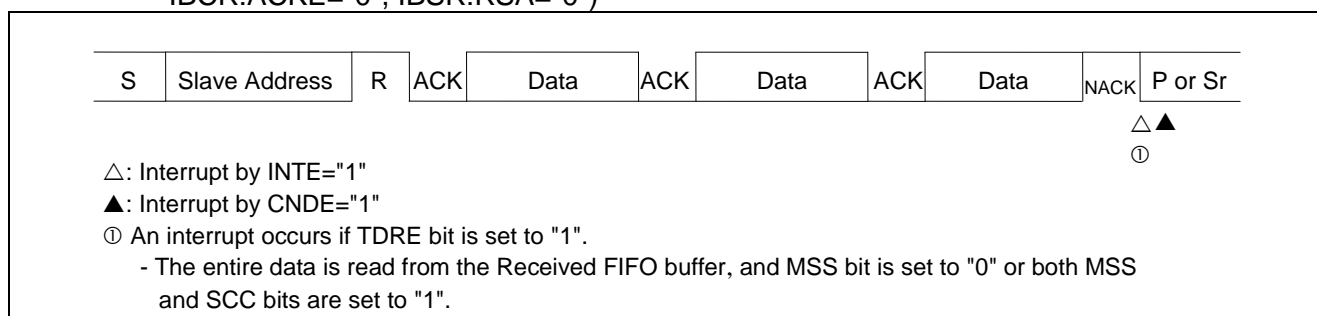 IBCR.ACKE="0", IBSR.RSA="0")
S Slave Address R ACK Data ACK Data ACK Data NACK P or Sr
△ ▲
①
△: Interrupt by INTE="1"
▲: Interrupt by CNDE="1"
① An interrupt occurs if TDRE bit is set to "1".
- The entire data is read from the Received FIFO buffer, and MSS bit is set to "0" or both MSS
and SCC bits are set to "1".